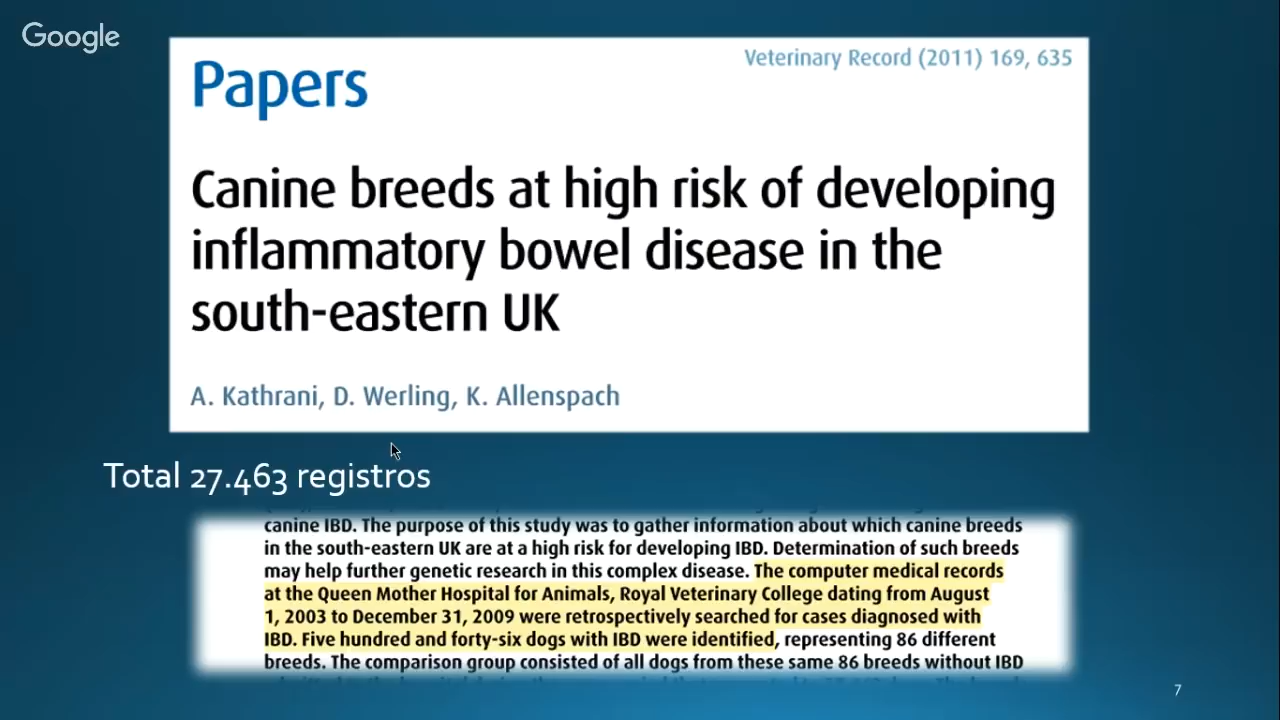 Google
Veterinary Record (2011) 169, 635
Papers
Canine breeds at high risk of developing
inflammatory bowel disease in the
south-eastern UK
A. Kathrani, D. Werling, K. Allenspach
Total 27.463 registros
canine IBD. The purpose of this study was to gather information about which canine breeds
in the south-eastern UK are at a high risk for developing IBD. Determination of such breeds
may help further genetic research in this complex disease. The computer medical records
at the Queen Mother Hospital for Animals, Royal Veterinary College dating from August
1, 2003 to December 31, 2009 were retrospectively searched for cases diagnosed with
IBD. Five hundred and forty-six dogs with IBD were identified, representing 86 different
breeds. The comparison group consisted of all dogs from these same 86 breeds without IBD
7